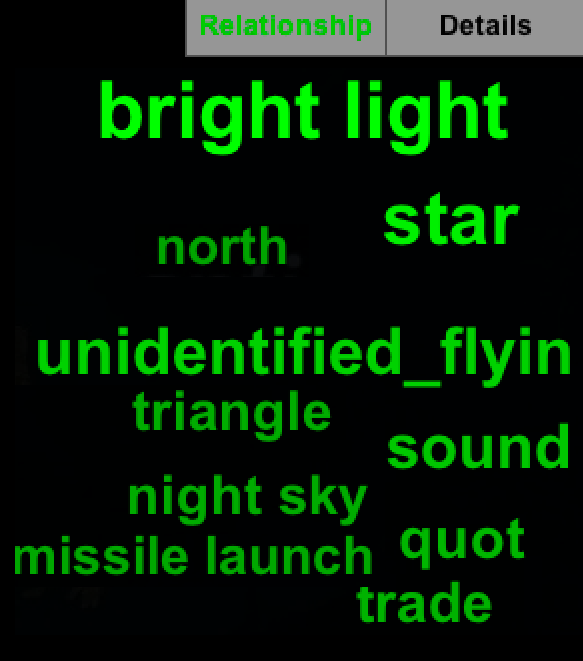 Relationship Details
bright light
star
north
unidentified_flyin
triangle
sound
night sky
quot
missile launch
trade